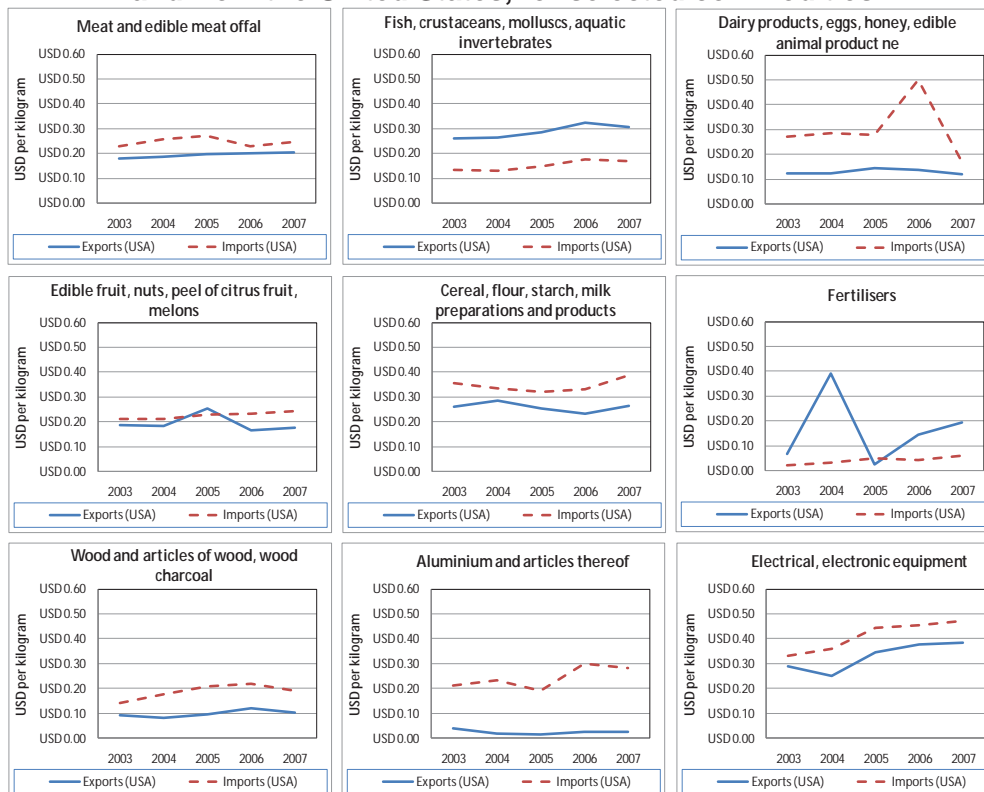 the United States,
Meat and edible meat offal
USD per kilogram
USD 0.60
USD 0.50
USD 0.40
USD 0.30
USD 0.20
USD 0.10
USD 0.00
2003 2004 2005 2006 2007
Exports (USA) Imports (USA)
Fish, crustaceans, molluscs, aquatic
invertebrates
USD per kilogram
USD 0.60
USD 0.50
USD 0.40
USD 0.30
USD 0.20
USD 0.10
USD 0.00
2003 2004 2005 2006 2007
Exports (USA) Imports (USA)
Dairy products, eggs, honey, edible
animal product ne
USD per kilogram
USD 0.60
USD 0.50
USD 0.40
USD 0.30
USD 0.20
USD 0.10
USD 0.00
2003 2004 2005 2006 2007
Exports (USA) Imports (USA)
Edible fruit, nuts, peel of citrus fruit,
melons
USD per kilogram
USD 0.60
USD 0.50
USD 0.40
USD 0.30
USD 0.20
USD 0.10
USD 0.00
2003 2004 2005 2006 2007
Exports (USA) Imports (USA)
Cereal, flour, starch, milk
preparations and products
USD per kilogram
USD 0.60
USD 0.50
USD 0.40
USD 0.30
USD 0.20
USD 0.10
USD 0.00
2003 2004 2005 2006 2007
Exports (USA) Imports (USA)
Fertilisers
USD per kilogram
USD 0.60
USD 0.50
USD 0.40
USD 0.30
USD 0.20
USD 0.10
USD 0.00
2003 2004 2005 2006 2007
Exports (USA) Imports (USA)
Wood and articles of wood, wood
charcoal
USD per kilogram
USD 0.60
USD 0.50
USD 0.40
USD 0.30
USD 0.20
USD 0.10
USD 0.00
2003 2004 2005 2006 2007
Exports (USA) Imports (USA)
Aluminium and articles thereof
USD per kilogram
USD 0.60
USD 0.50
USD 0.40
USD 0.30
USD 0.20
USD 0.10
USD 0.00
2003 2004 2005 2006 2007
Exports (USA) Imports (USA)
Electrical, electronic equipment
USD per kilogram
USD 0.60
USD 0.50
USD 0.40
USD 0.30
USD 0.20
USD 0.10
USD 0.00
2003 2004 2005 2006 2007
Exports (USA) Imports (USA)